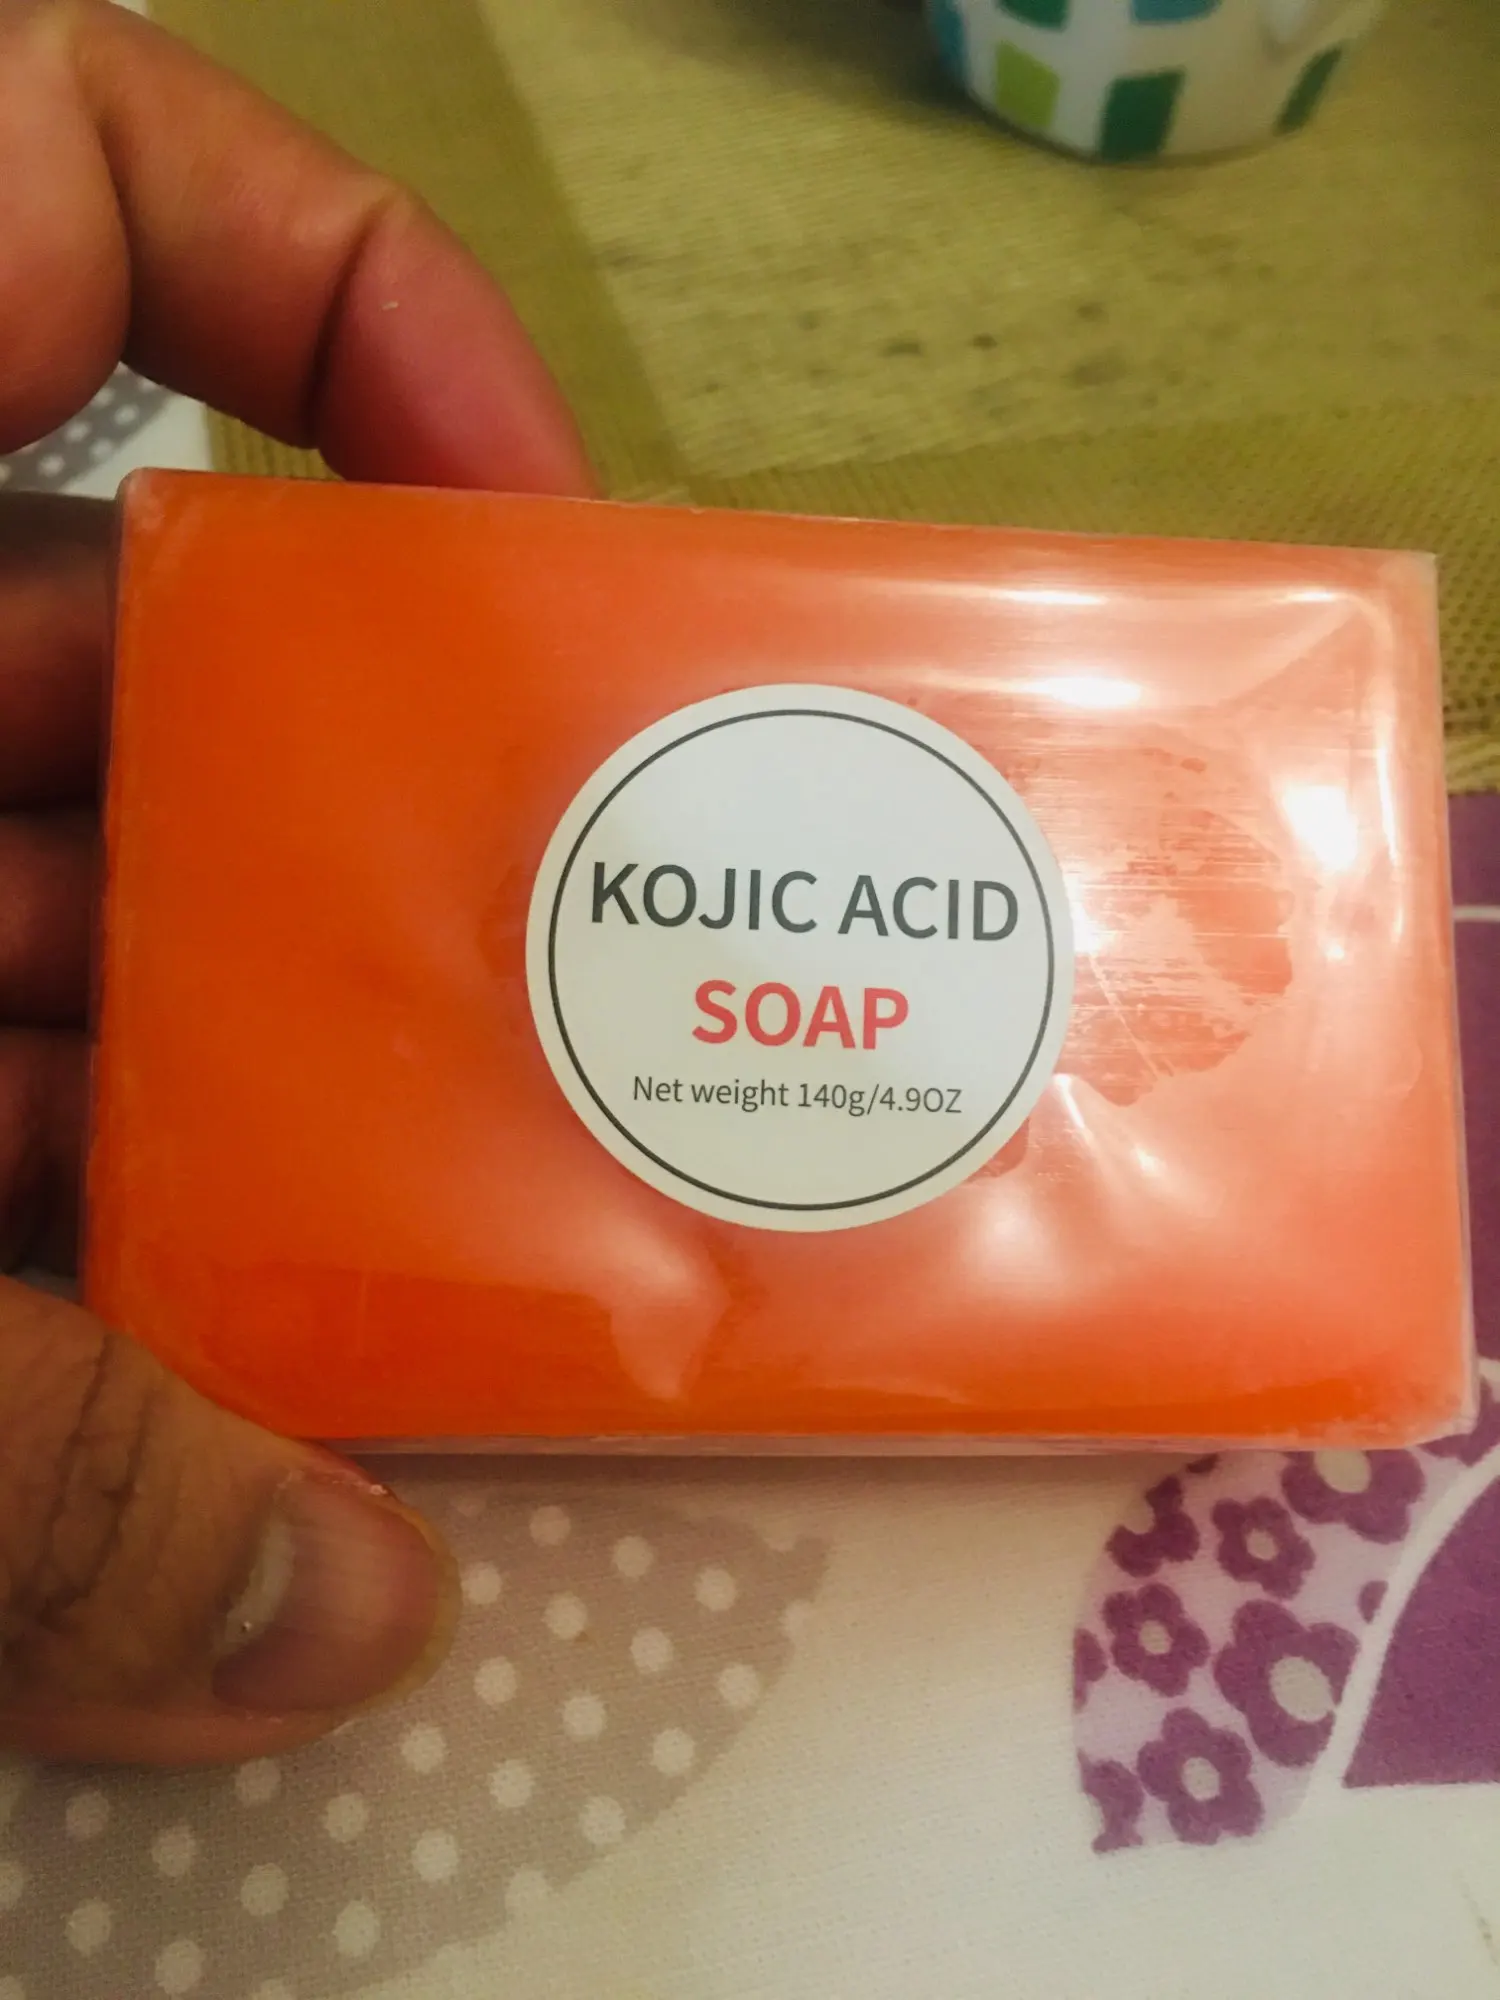 KOJIC ACID
SOAP
Net weight 140g/4.9OZ